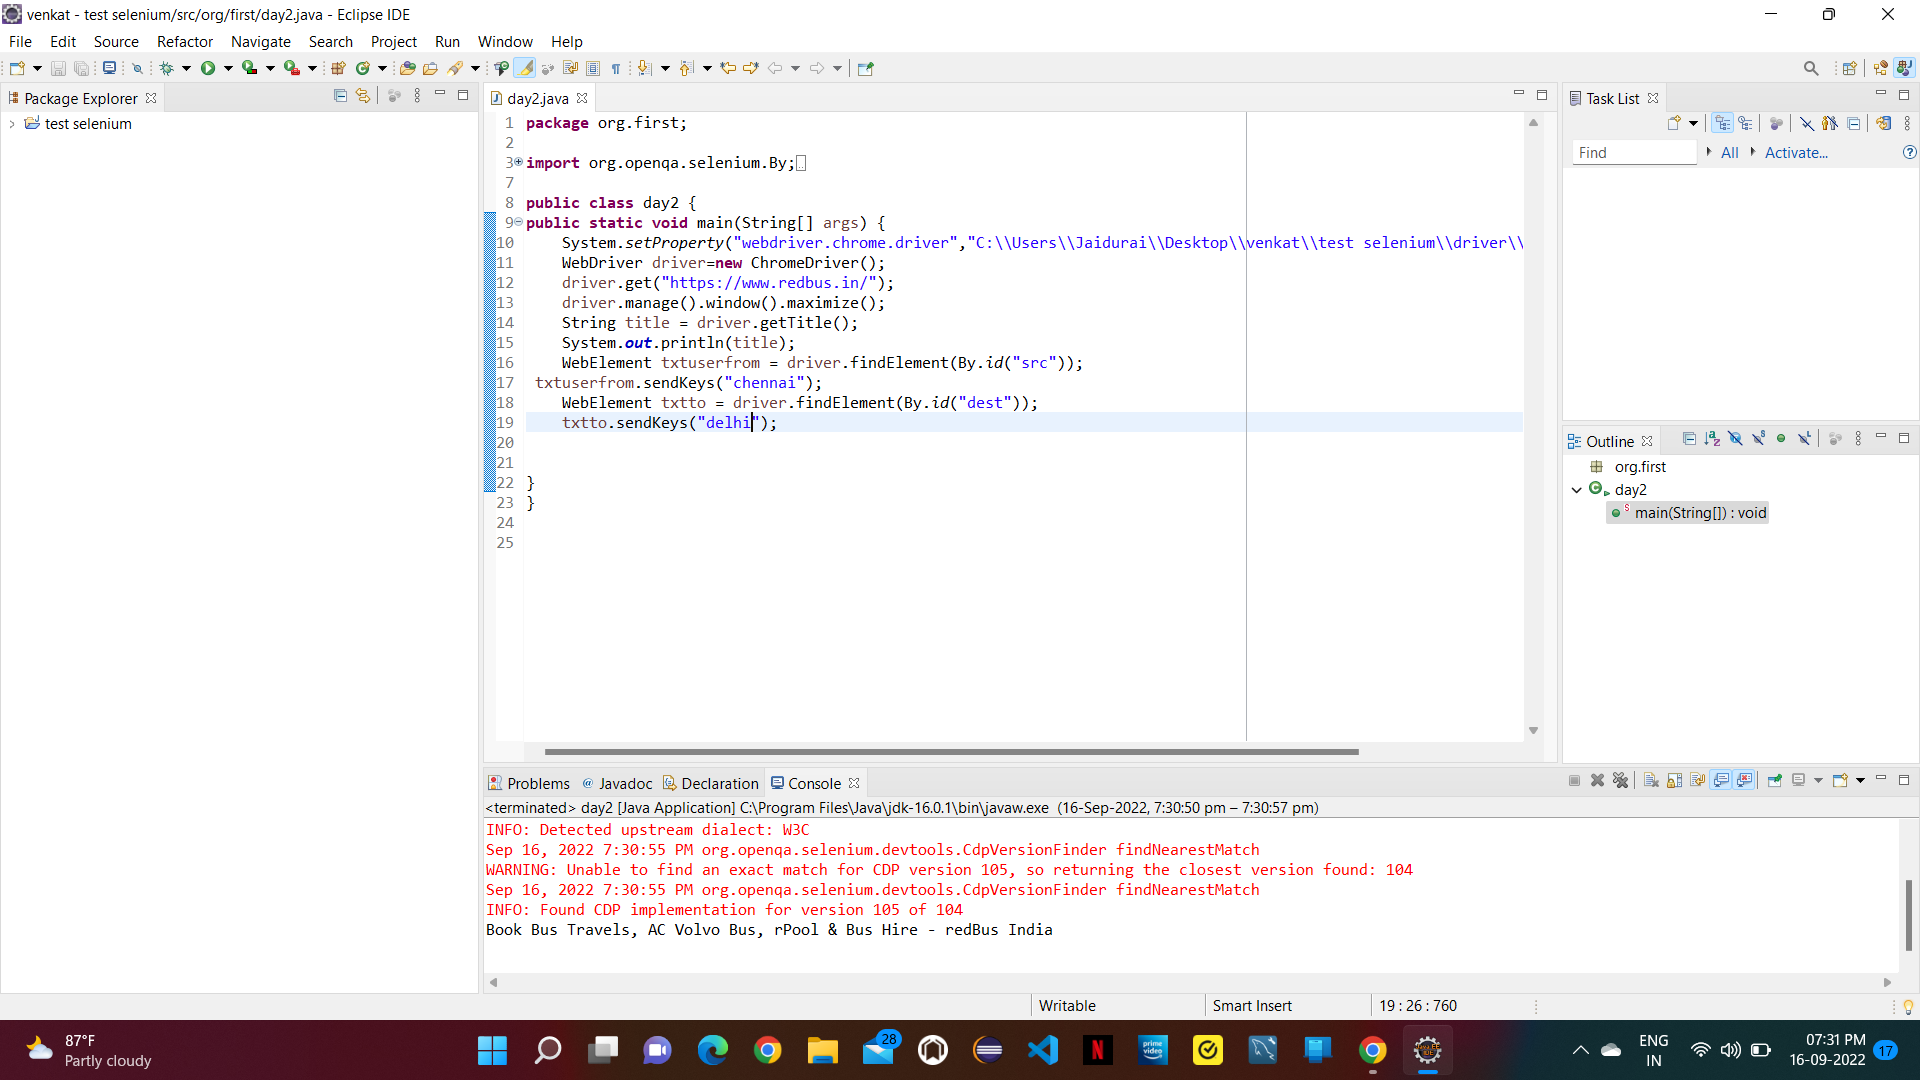 venkat - test selenium/src/org/first/day2.java - Eclipse IDE
File Edit Source Refactor Navigate Search Project Run Window Help
Package Explorer
test selenium
day2.java
1 package org.first;
2
3 import org.openqa.selenium.By;
7
8 public class day2 {
9 public static void main(String[] args) {
10 System.setProperty("webdriver.chrome.driver","C:\\Users\\Jaidurai\\Desktop\\venkat\\test selenium\\driver\\
11 WebDriver driver=new ChromeDriver();
12 driver.get("https://www.redbus.in/");
13 driver.manage().window().maximize();
14 String title = driver.getTitle();
15 System.out.println(title);
16 WebElement txtuserfrom = driver.findElement(By.id("src"));
17 txtuserfrom.sendKeys("chennai");
18 WebElement txtto = driver.findElement(By.id("dest"));
19 txtto.sendKeys("delhi");
20
21
22 }
23 }
24
25
Task List
Find All Activate...
Outline
org.first
day2
main(String[]) : void
Problems Javadoc Declaration Console
<terminated> day2 [Java Application] C:\Program Files\Java\jdk-16.0.1\bin\javaw.exe (16-Sep-2022, 7:30:50 pm – 7:30:57 pm)
INFO: Detected upstream dialect: W3C
Sep 16, 2022 7:30:55 PM org.openqa.selenium.devtools.CdpVersionFinder findNearestMatch
WARNING: Unable to find an exact match for CDP version 105, so returning the closest version found: 104
Sep 16, 2022 7:30:55 PM org.openqa.selenium.devtools.CdpVersionFinder findNearestMatch
INFO: Found CDP implementation for version 105 of 104
Book Bus Travels, AC Volvo Bus, rPool & Bus Hire - redBus India
Writable Smart Insert 19 : 26 : 760
87°F
Partly cloudy
28
prime video
ENG
IN
07:31 PM
16-09-2022
17